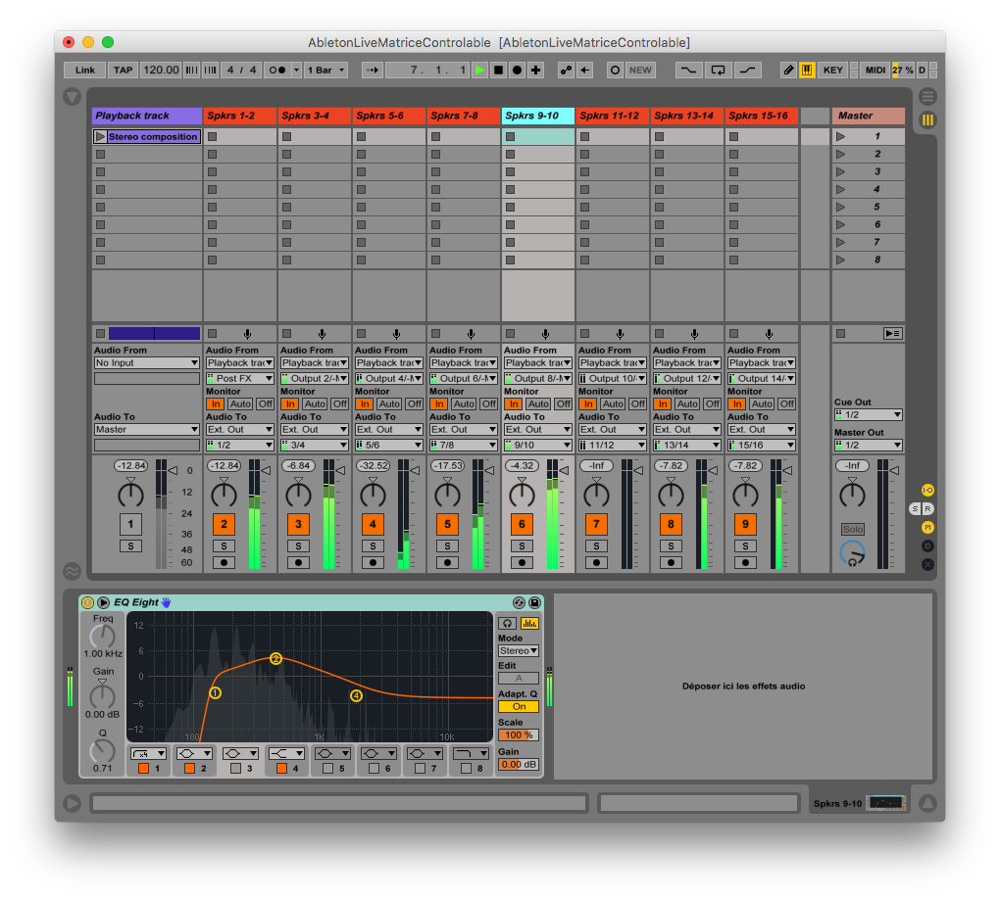 AbletonLiveMatriceControlable [AbletonLiveMatriceControlable]
Link TAP 120.00 4 / 4 1 Bar 7. 1. 1 NEW KEY MIDI 27 % D
Playback track Spkrs 1-2 Spkrs 3-4 Spkrs 5-6 Spkrs 7-8 Spkrs 9-10 Spkrs 11-12 Spkrs 13-14 Spkrs 15-16 Master
Stereo composition 1
2
3
4
5
6
7
8
Audio From Audio From Audio From Audio From Audio From Audio From Audio From Audio From Audio From
No Input Playback trac Playback trac Playback trac Playback trac Playback trac Playback trac Playback trac Playback trac
Post FX Output 2/-M Output 4/-M Output 6/-M Output 8/-M Output 10/- Output 12/- Output 14/-
Monitor Monitor Monitor Monitor Monitor Monitor Monitor Monitor
In Auto Off In Auto Off In Auto Off In Auto Off In Auto Off In Auto Off In Auto Off In Auto Off Cue Out
Audio To Audio To Audio To Audio To Audio To Audio To Audio To Audio To Audio To 1/2
Master Ext. Out Ext. Out Ext. Out Ext. Out Ext. Out Ext. Out Ext. Out Ext. Out Master Out
1/2 3/4 5/6 7/8 9/10 11/12 13/14 15/16 1/2
-12.84 -12.84 -6.84 -32.52 -17.53 -4.32 -Inf -7.82 -7.82 -Inf
0
12
24
36
48
60
1 2 3 4 5 6 7 8 9 Solo
S S S S S S S S S
I·O
S R
M
D
X
EQ Eight
Freq
1.00 kHz
Gain
0.00 dB
Q
0.71
12
6
0
-6
-12
100 1k 10k
1 2 4
x4
1 2 3 4 5 6 7 8
Mode
Stereo
Edit
A
Adapt. Q
On
Scale
100 %
Gain
0.00 dB
Déposer ici les effets audio
Spkrs 9-10